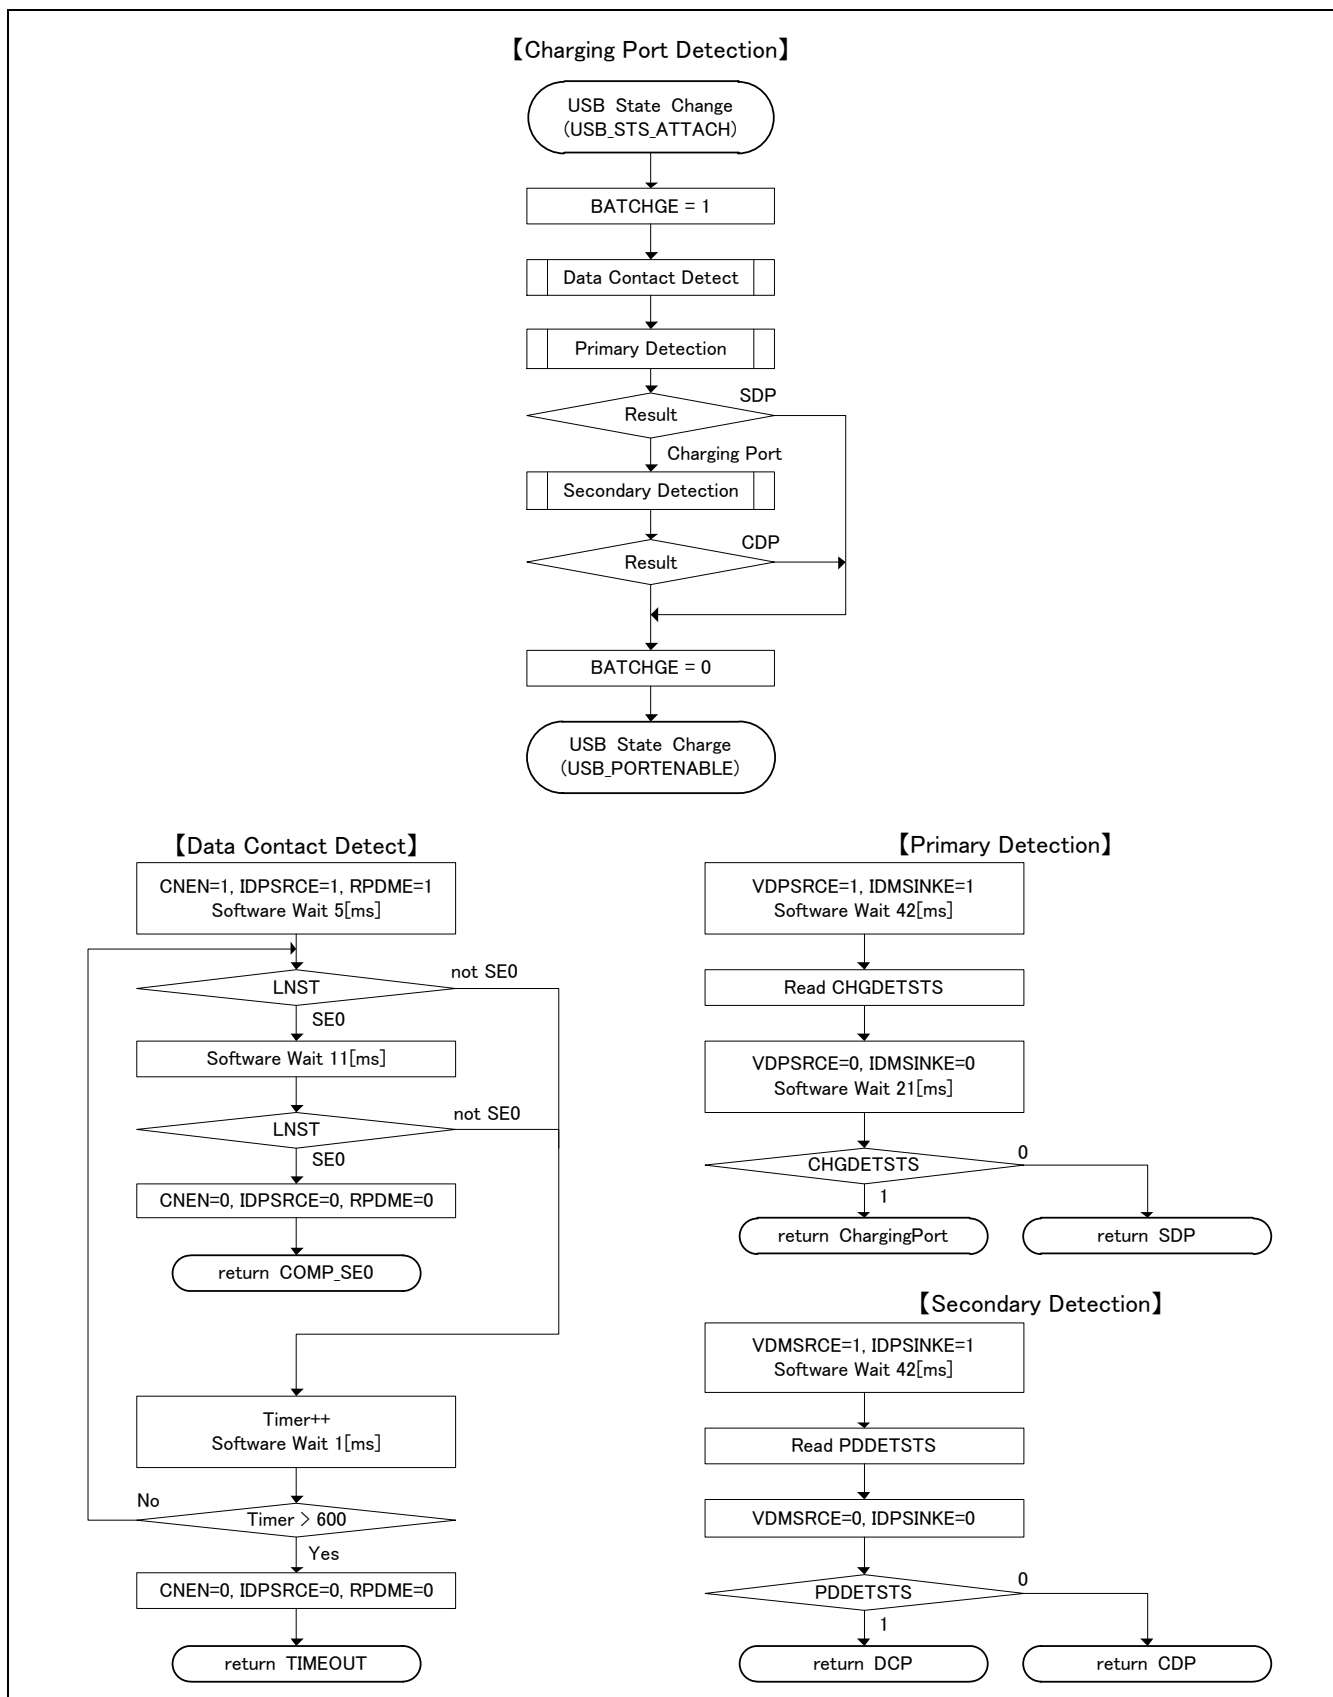 【Charging Port Detection】
USB State Change
(USB_STS_ATTACH)
BATCHGE = 1
Data Contact Detect
Primary Detection
SDP
Result
Charging Port
Secondary Detection
CDP
Result
BATCHGE = 0
USB State Charge
(USB_PORTENABLE)
【Data Contact Detect】
CNEN=1, IDPSRCE=1, RPDME=1
Software Wait 5[ms]
not SE0
LNST
SE0
Software Wait 11[ms]
not SE0
LNST
SE0
CNEN=0, IDPSRCE=0, RPDME=0
return COMP_SE0
Timer++
Software Wait 1[ms]
No
Timer > 600
Yes
CNEN=0, IDPSRCE=0, RPDME=0
return TIMEOUT
【Primary Detection】
VDPSRCE=1, IDMSINKE=1
Software Wait 42[ms]
Read CHGDETSTS
VDPSRCE=0, IDMSINKE=0
Software Wait 21[ms]
0
CHGDETSTS
1
return ChargingPort
return SDP
【Secondary Detection】
VDMSRCE=1, IDPSINKE=1
Software Wait 42[ms]
Read PDDETSTS
VDMSRCE=0, IDPSINKE=0
0
PDDETSTS
1
return DCP
return CDP